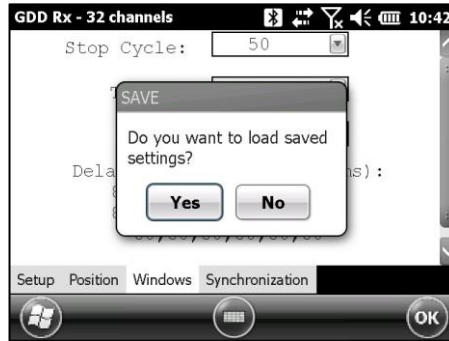 GDD Rx - 32 channels 10:42
Stop Cycle: 50
SAVE
Do you want to load saved
settings?
Dela s):
Yes No
Setup Position Windows Synchronization
OK